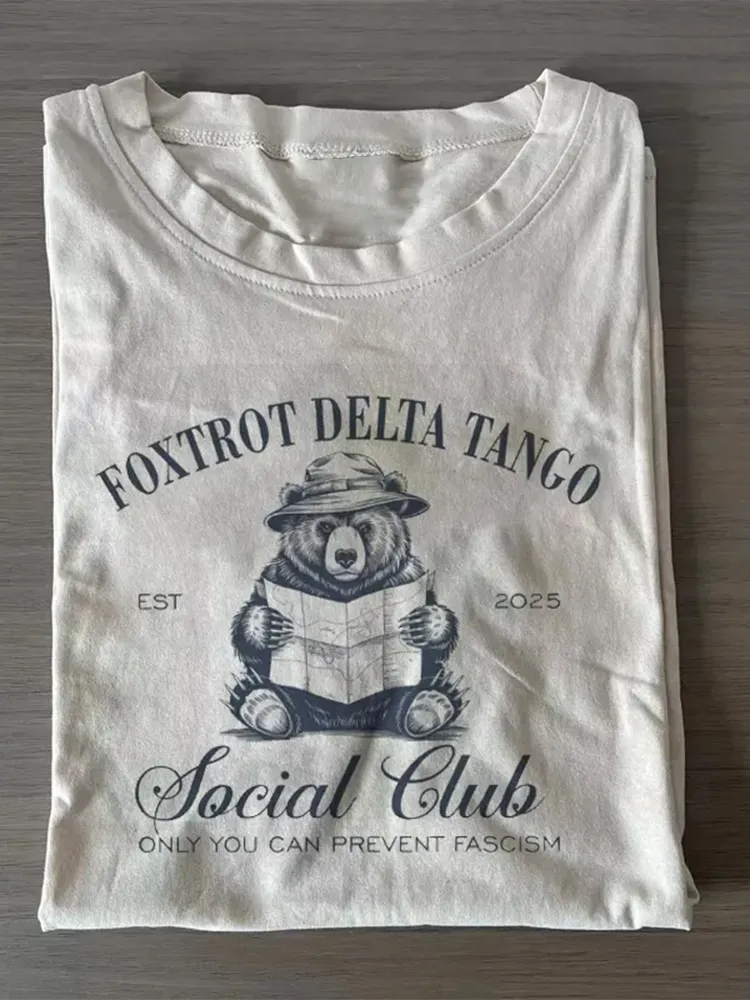 FOXTROT DELTA TANGO
EST 2025
Social Club
ONLY YOU CAN PREVENT FASCISM